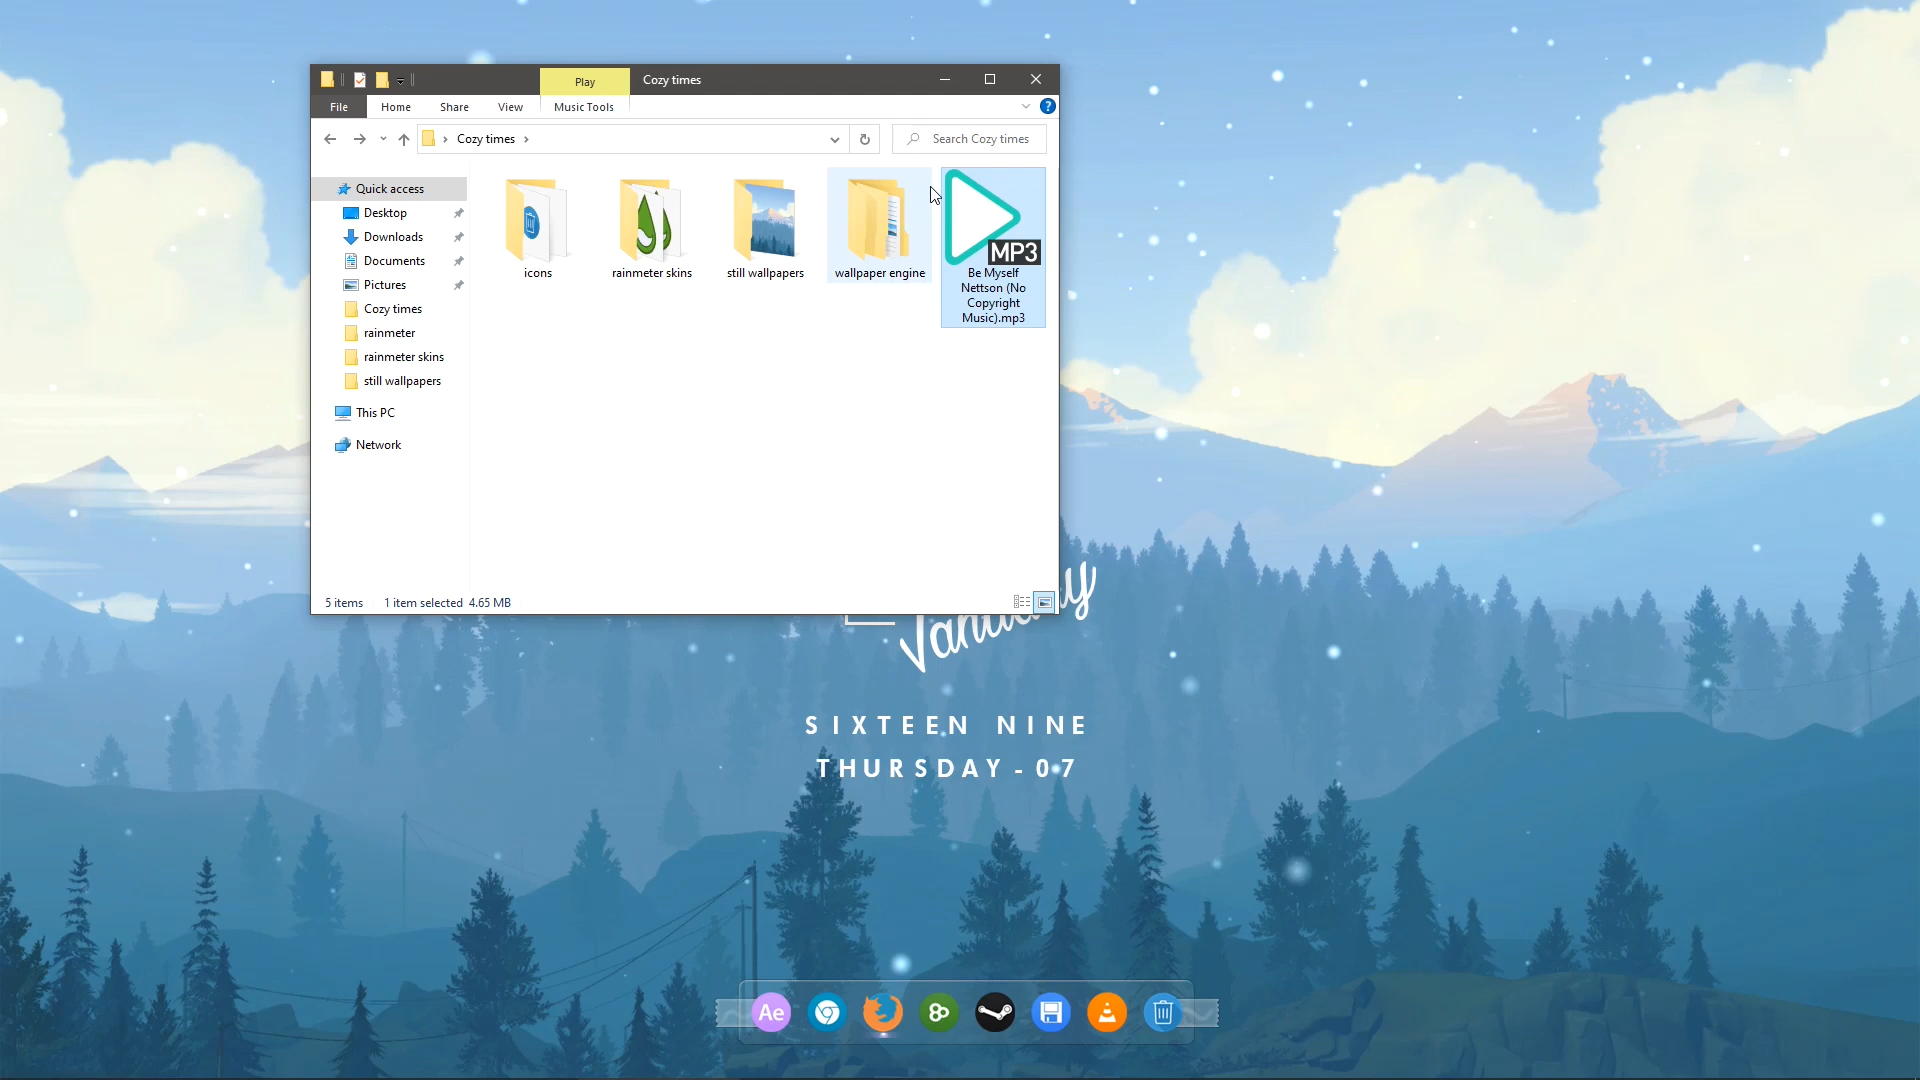 Play
Cozy times
File
Home
Share
View
Music Tools
?
Cozy times
Search Cozy times
Quick access
Desktop
Downloads
Documents
Pictures
Cozy times
rainmeter
rainmeter skins
still wallpapers
This PC
Network
icons
rainmeter skins
still wallpapers
wallpaper engine
MP3
Be Myself
Nettson (No
Copyright
Music).mp3
5 items
1 item selected 4.65 MB
January
SIXTEEN NINE
THURSDAY - 07
Ae